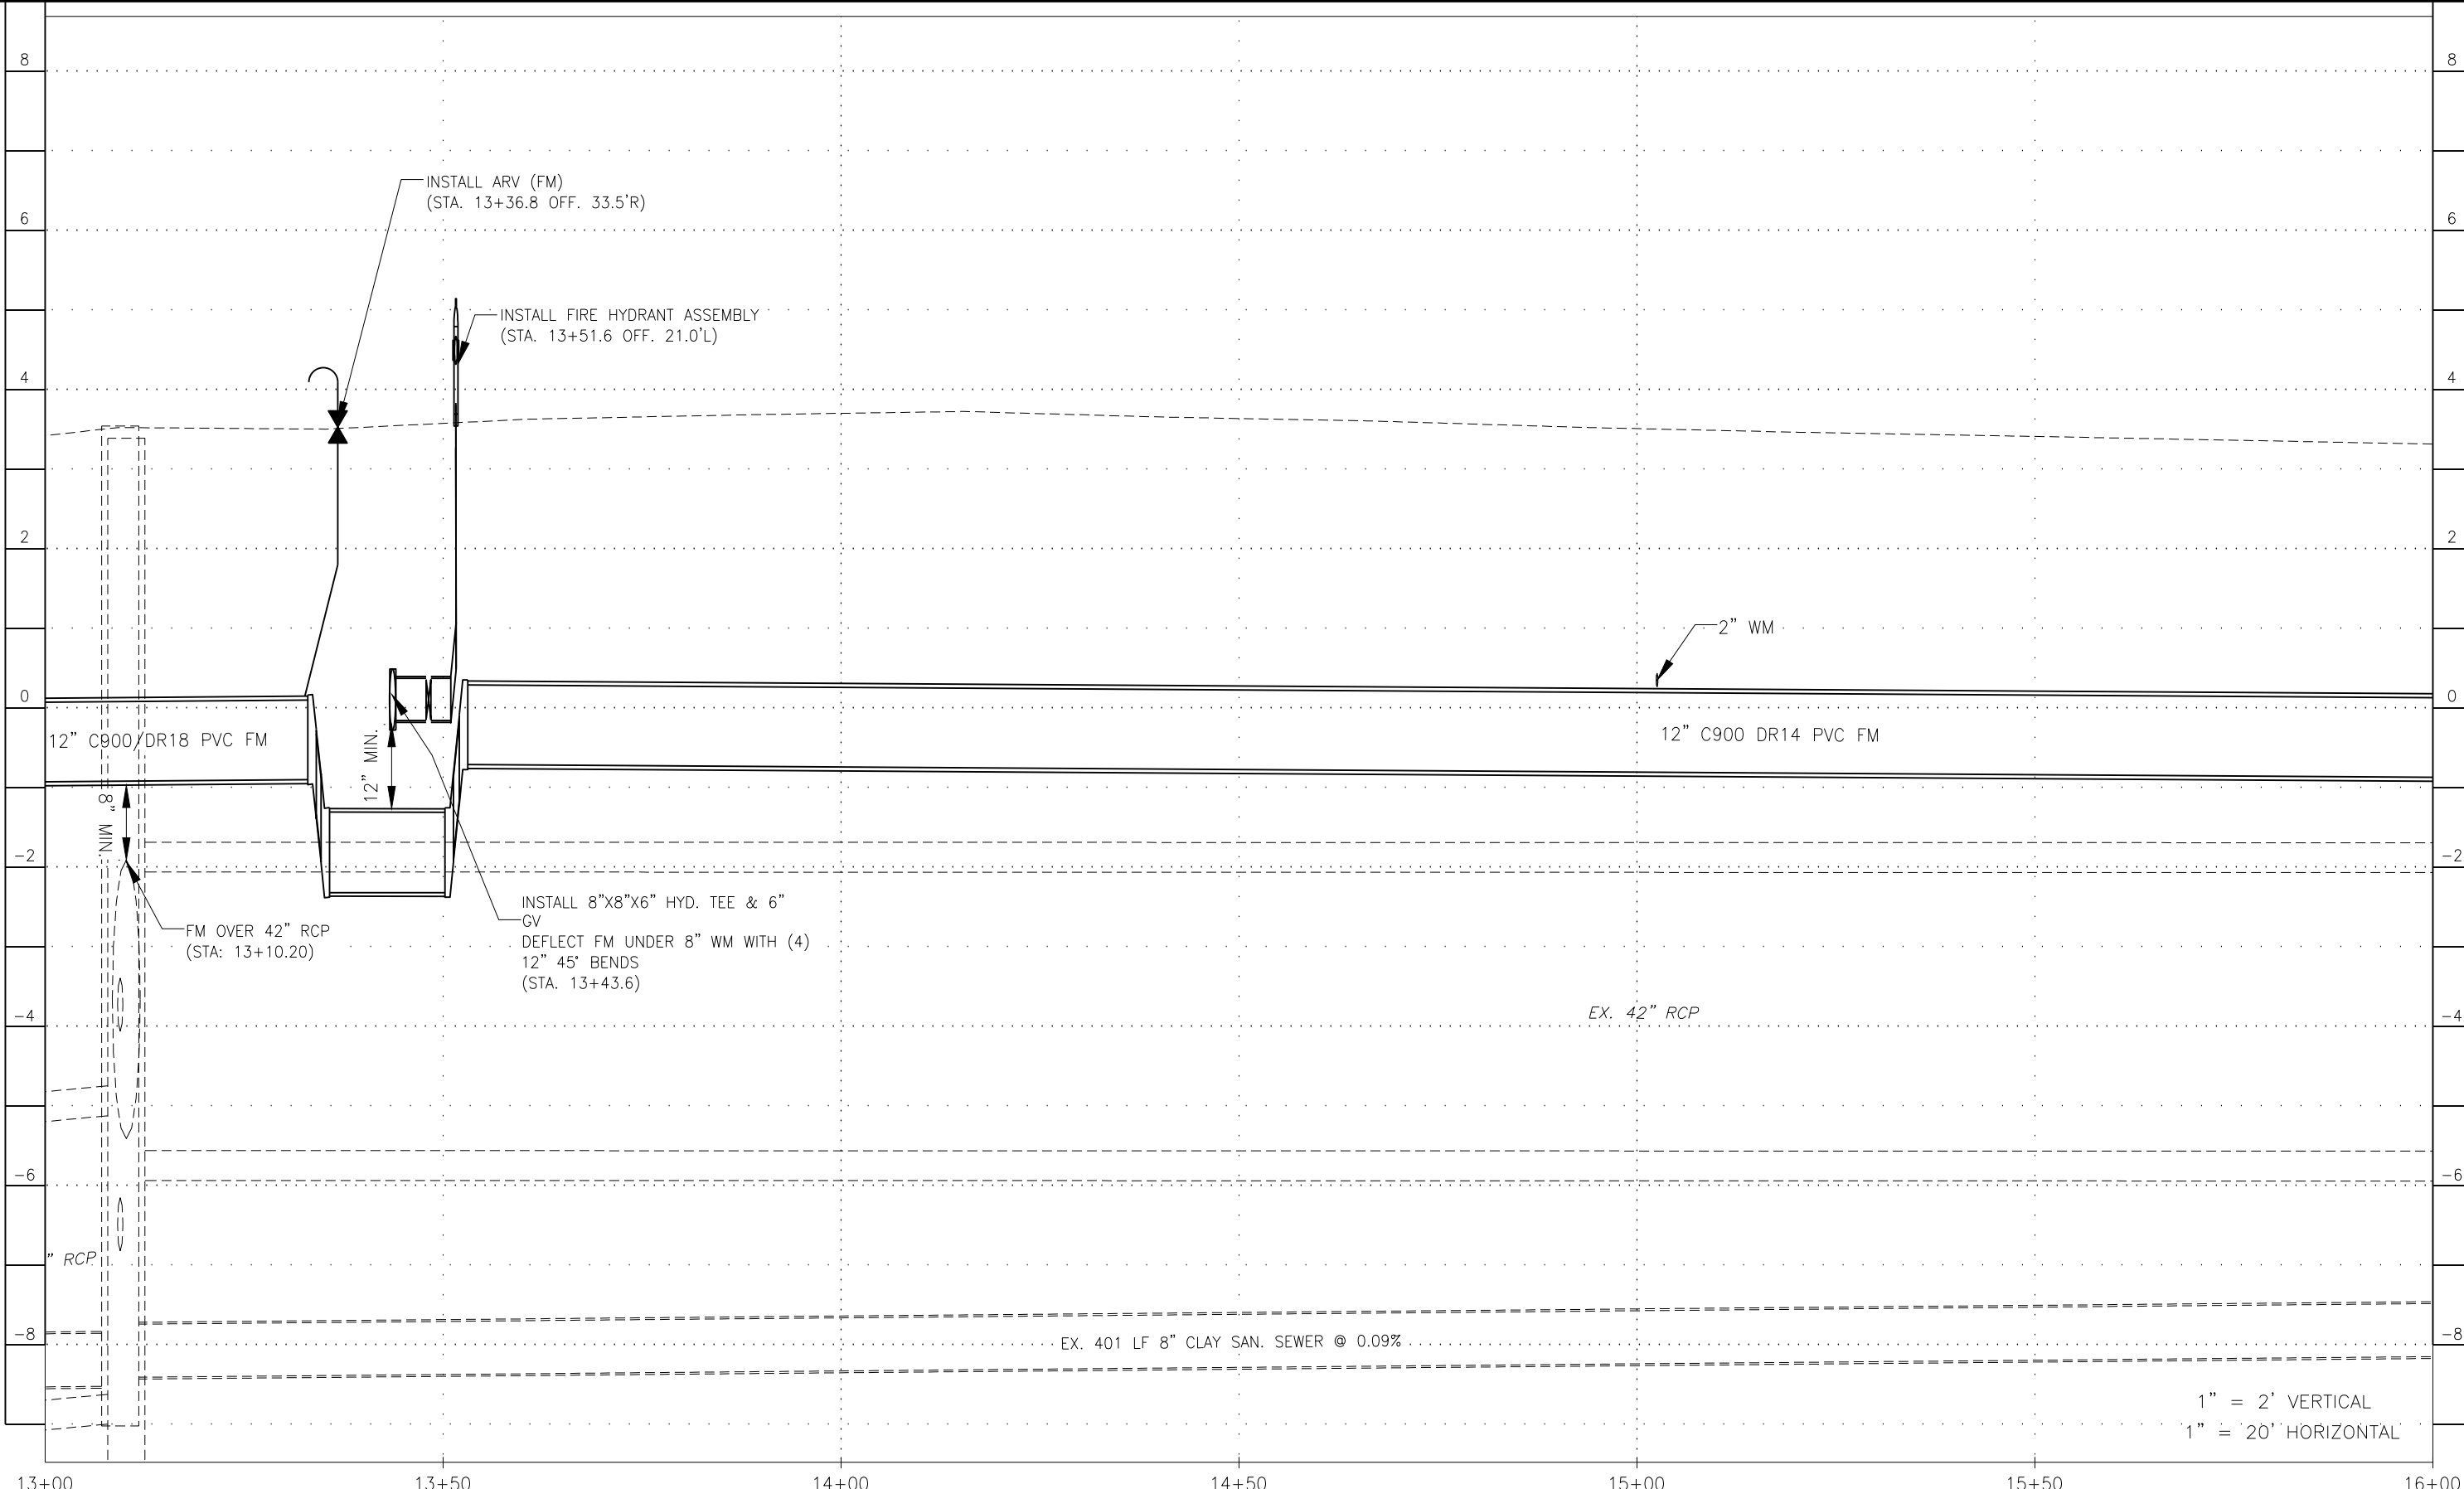 8
8
INSTALL ARV (FM)
(STA. 13+36.8 OFF. 33.5'R)
6
6
INSTALL FIRE HYDRANT ASSEMBLY
(STA. 13+51.6 OFF. 21.0'L)
4
4
2
2
2" WM
0
0
12" C900/DR18 PVC FM
12" MIN.
12" C900 DR14 PVC FM
8" MIN.
-2
-2
INSTALL 8"X8"X6" HYD. TEE & 6"
GV
DEFLECT FM UNDER 8" WM WITH (4)
12" 45° BENDS
(STA. 13+43.6)
FM OVER 42" RCP
(STA: 13+10.20)
-4
EX. 42" RCP
-4
-6
-6
" RCP
-8
EX. 401 LF 8" CLAY SAN. SEWER @ 0.09%
-8
1" = 2' VERTICAL
1" = 20' HORIZONTAL
13+00
13+50
14+00
14+50
15+00
15+50
16+00